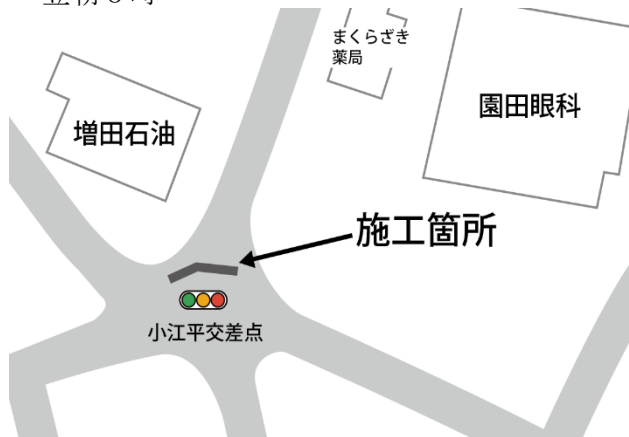 まくらざき
薬局
園田眼科
増田石油
施工箇所
小江平交差点